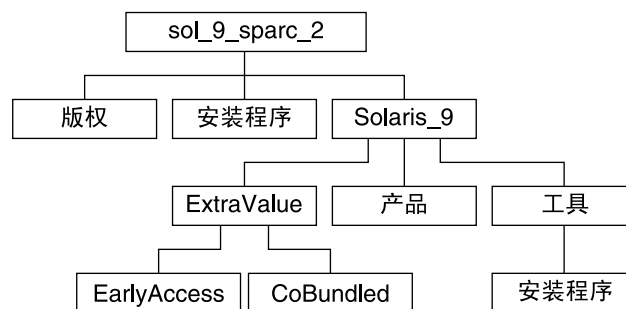 sol_9_sparc_2
版权
安装程序
Solaris_9
ExtraValue
产品
工具
EarlyAccess
CoBundled
安装程序